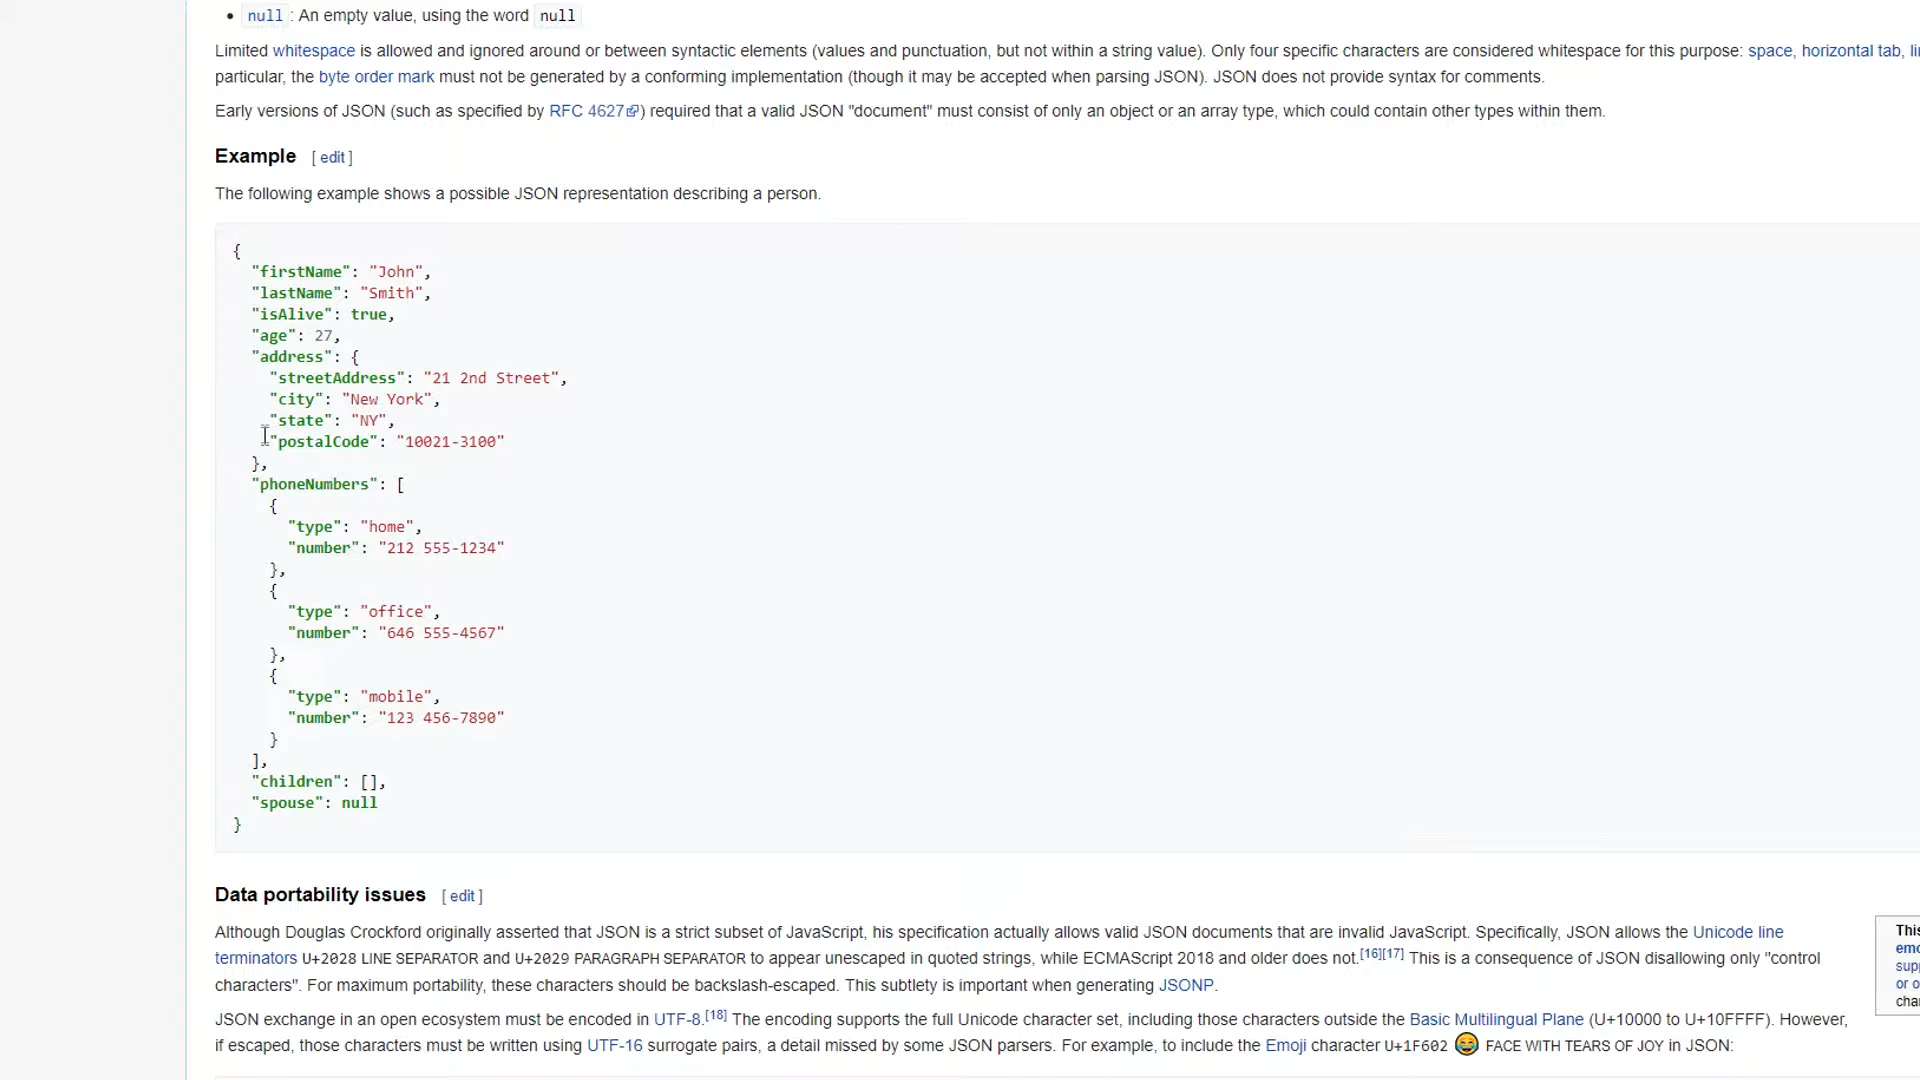 • null : An empty value, using the word null
Limited whitespace is allowed and ignored around or between syntactic elements (values and punctuation, but not within a string value). Only four specific characters are considered whitespace for this purpose: space, horizontal tab,
particular, the byte order mark must not be generated by a conforming implementation (though it may be accepted when parsing JSON). JSON does not provide syntax for comments.
Early versions of JSON (such as specified by RFC 4627) required that a valid JSON "document" must consist of only an object or an array type, which could contain other types within them.
Example [ edit ]
The following example shows a possible JSON representation describing a person.
{
"firstName": "John",
"lastName": "Smith",
"isAlive": true,
"age": 27,
"address": {
"streetAddress": "21 2nd Street",
"city": "New York",
"state": "NY",
"postalCode": "10021-3100"
},
"phoneNumbers": [
{
"type": "home",
"number": "212 555-1234"
},
{
"type": "office",
"number": "646 555-4567"
},
{
"type": "mobile",
"number": "123 456-7890"
}
],
"children": [],
"spouse": null
}
Data portability issues [ edit ]
Although Douglas Crockford originally asserted that JSON is a strict subset of JavaScript, his specification actually allows valid JSON documents that are invalid JavaScript. Specifically, JSON allows the Unicode line
terminators U+2028 LINE SEPARATOR and U+2029 PARAGRAPH SEPARATOR to appear unescaped in quoted strings, while ECMAScript 2018 and older does not.[16][17] This is a consequence of JSON disallowing only "control
characters". For maximum portability, these characters should be backslash-escaped. This subtlety is important when generating JSONP.
JSON exchange in an open ecosystem must be encoded in UTF-8.[18] The encoding supports the full Unicode character set, including those characters outside the Basic Multilingual Plane (U+10000 to U+10FFFF). However,
if escaped, those characters must be written using UTF-16 surrogate pairs, a detail missed by some JSON parsers. For example, to include the Emoji character U+1F602 😂 FACE WITH TEARS OF JOY in JSON:
This
emo
sup
or o
cha